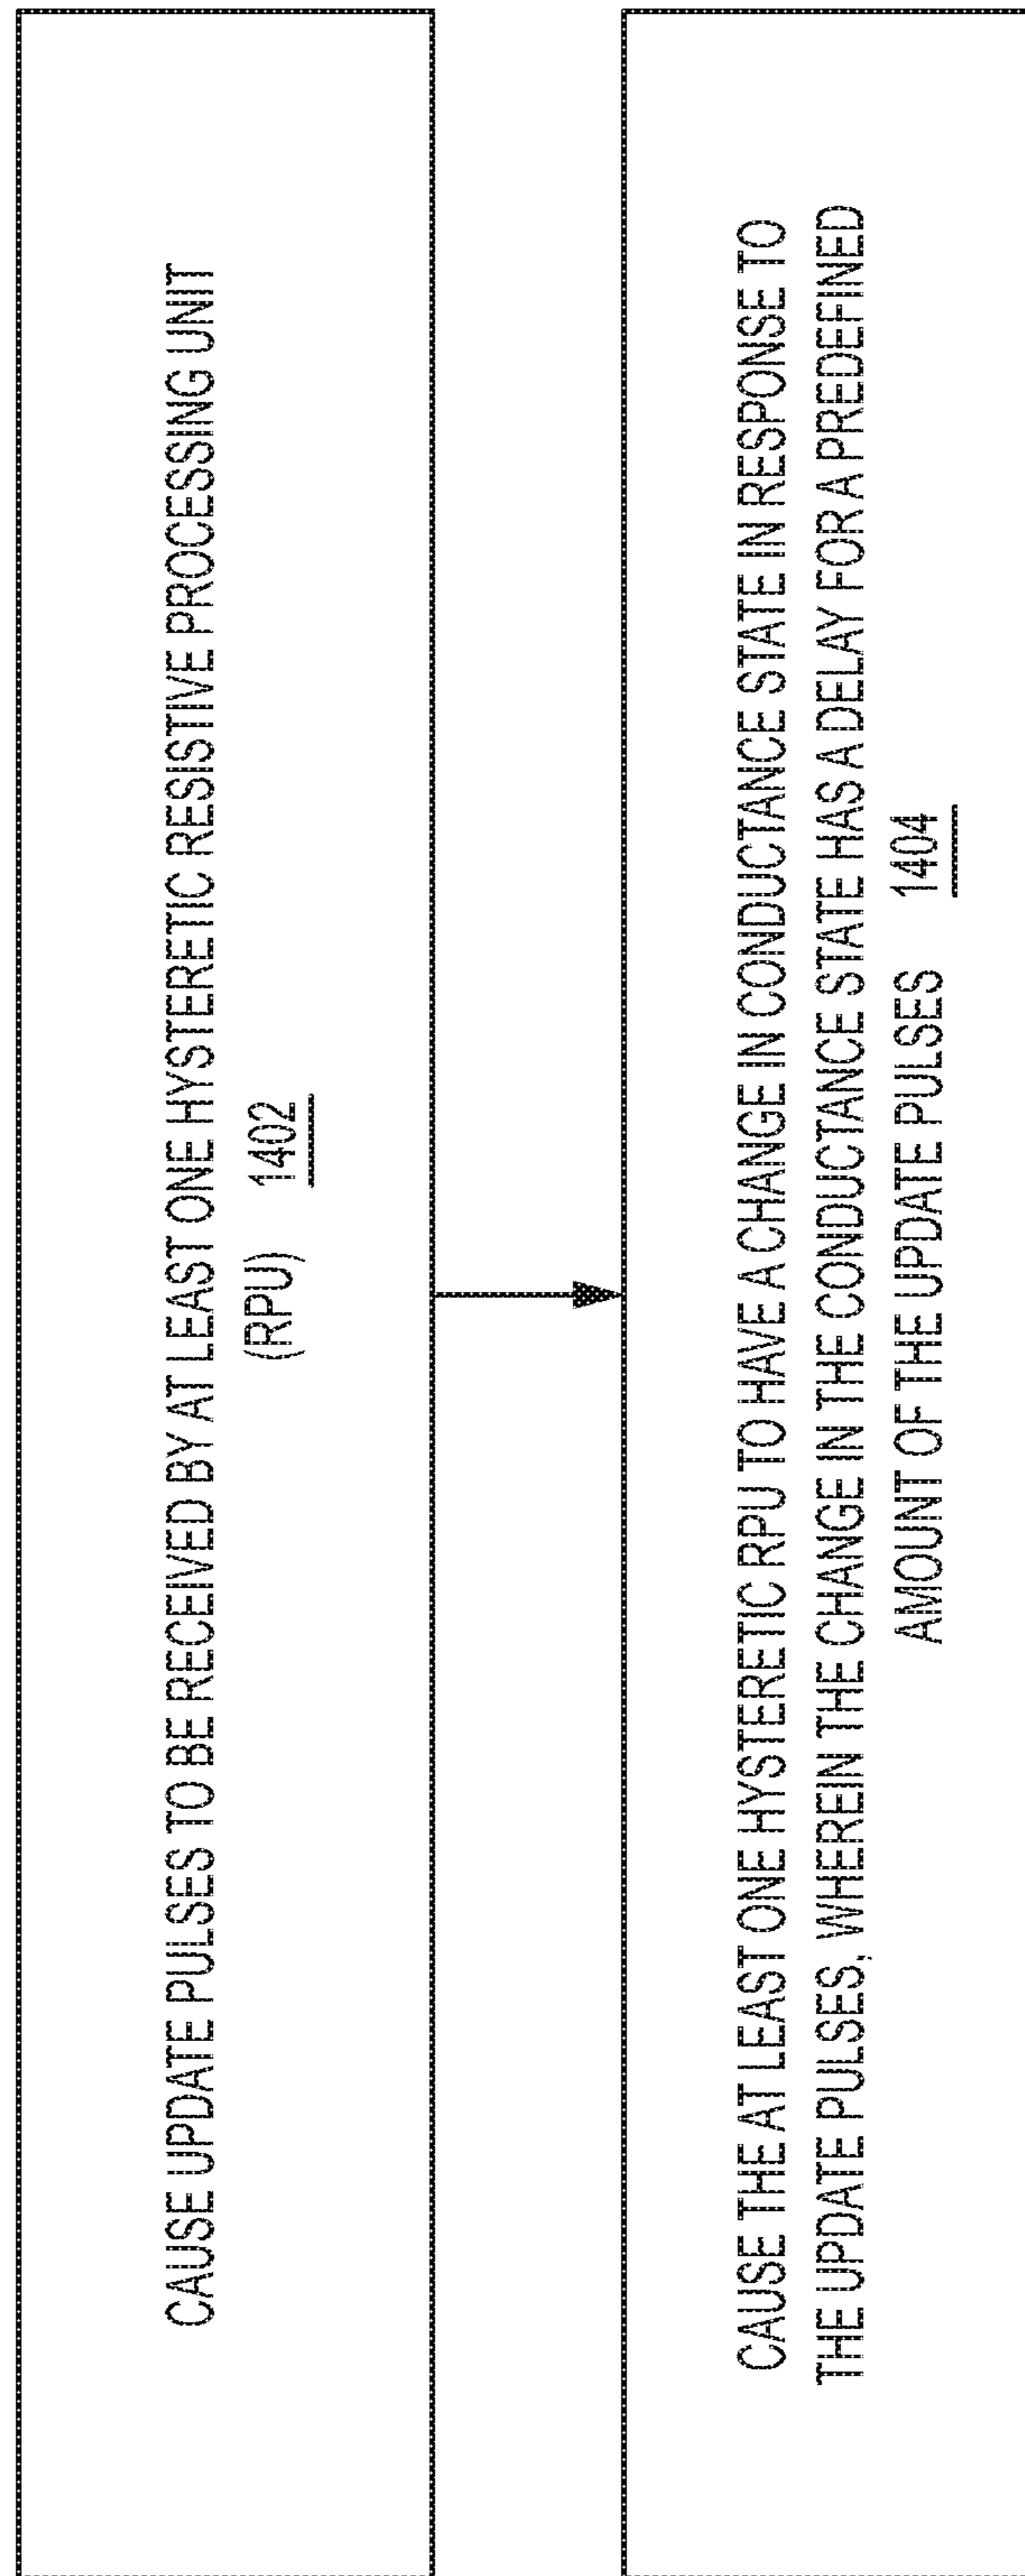 CAUSE UPDATE PULSES TO BE RECEIVED BY AT LEAST ONE HYSTERETIC RESISTIVE PROCESSING UNIT
(RPU) 1402
CAUSE THE AT LEAST ONE HYSTERETIC RPU TO HAVE A CHANGE IN CONDUCTANCE STATE IN RESPONSE TO
THE UPDATE PULSES, WHEREIN THE CHANGE IN THE CONDUCTANCE STATE HAS A DELAY FOR A PREDEFINED
AMOUNT OF THE UPDATE PULSES 1404